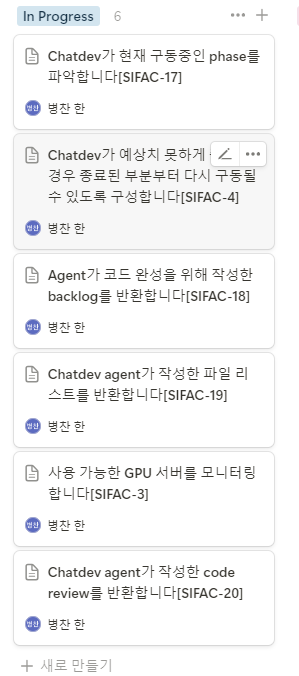 In Progress 6
Chatdev가 현재 구동중인 phase를
파악합니다[SIFAC-17]
병찬 한
Chatdev가 예상치 못하게
경우 종료된 부분부터 다시 구동될
수 있도록 구성합니다[SIFAC-4]
병찬 한
Agent가 코드 완성을 위해 작성한
backlog를 반환합니다[SIFAC-18]
병찬 한
Chatdev agent가 작성한 파일 리
스트를 반환합니다[SIFAC-19]
병찬 한
사용 가능한 GPU 서버를 모니터링
합니다[SIFAC-3]
병찬 한
Chatdev agent가 작성한 code
review를 반환합니다[SIFAC-20]
병찬 한
새로 만들기